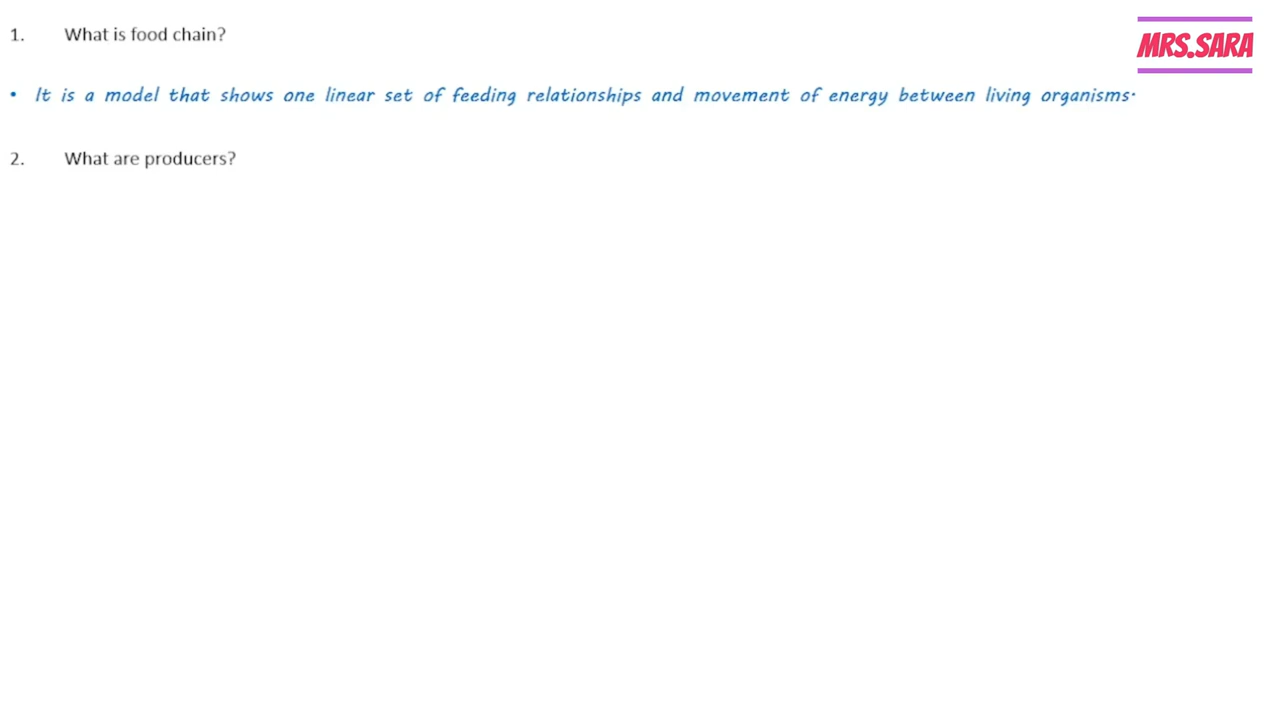 1. What is food chain?
MRS.SARA
• It is a model that shows one linear set of feeding relationships and movement of energy between living organisms.
2. What are producers?